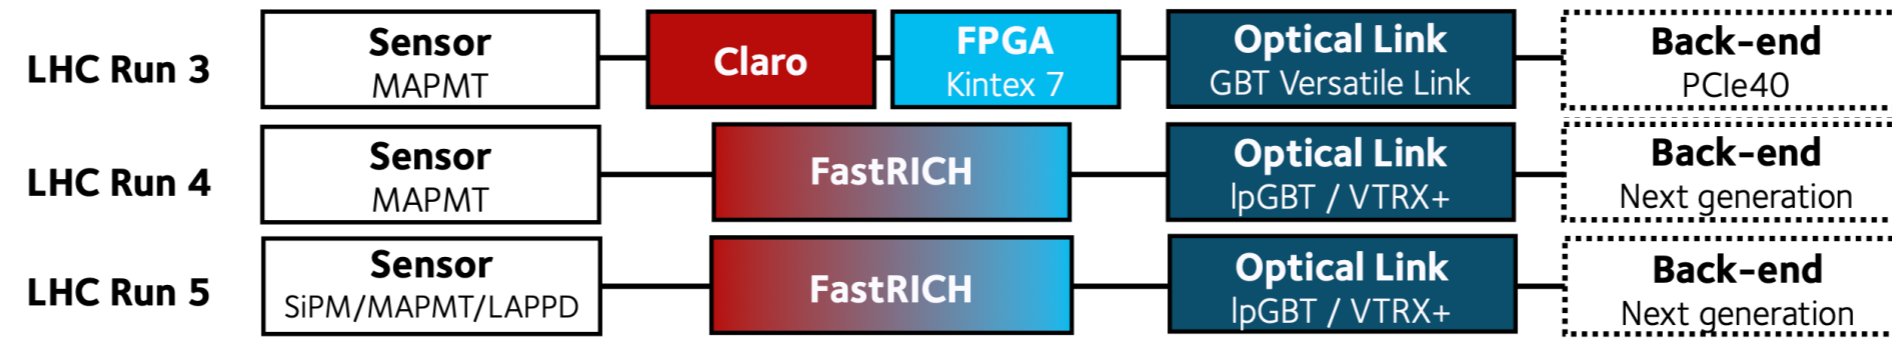 LHC Run 3
Sensor
MAPMT
Claro
FPGA
Kintex 7
Optical Link
GBT Versatile Link
Back-end
PCIe40
LHC Run 4
Sensor
MAPMT
FastRICH
Optical Link
lpGBT / VTRX+
Back-end
Next generation
LHC Run 5
Sensor
SiPM/MAPMT/LAPPD
FastRICH
Optical Link
lpGBT / VTRX+
Back-end
Next generation